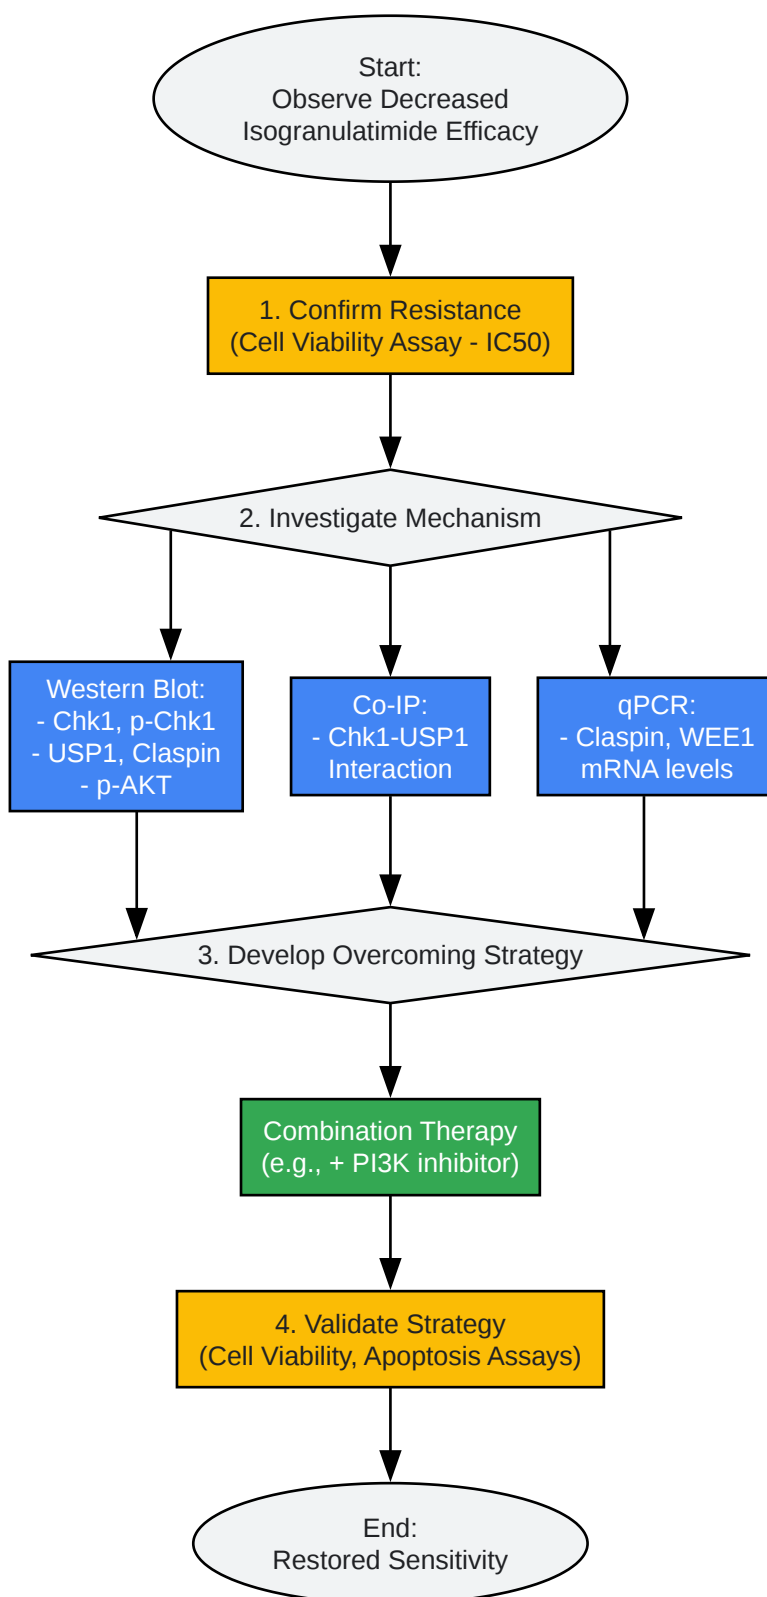 Start:
Observe Decreased
Isogranulatimide Efficacy
1. Confirm Resistance
(Cell Viability Assay - IC50)
2. Investigate Mechanism
Western Blot:
- Chk1, p-Chk1
- USP1, Claspin
- p-AKT
Co-IP:
- Chk1-USP1
Interaction
qPCR:
- Claspin, WEE1
mRNA levels
3. Develop Overcoming Strategy
Combination Therapy
(e.g., + PI3K inhibitor)
4. Validate Strategy
(Cell Viability, Apoptosis Assays)
End:
Restored Sensitivity